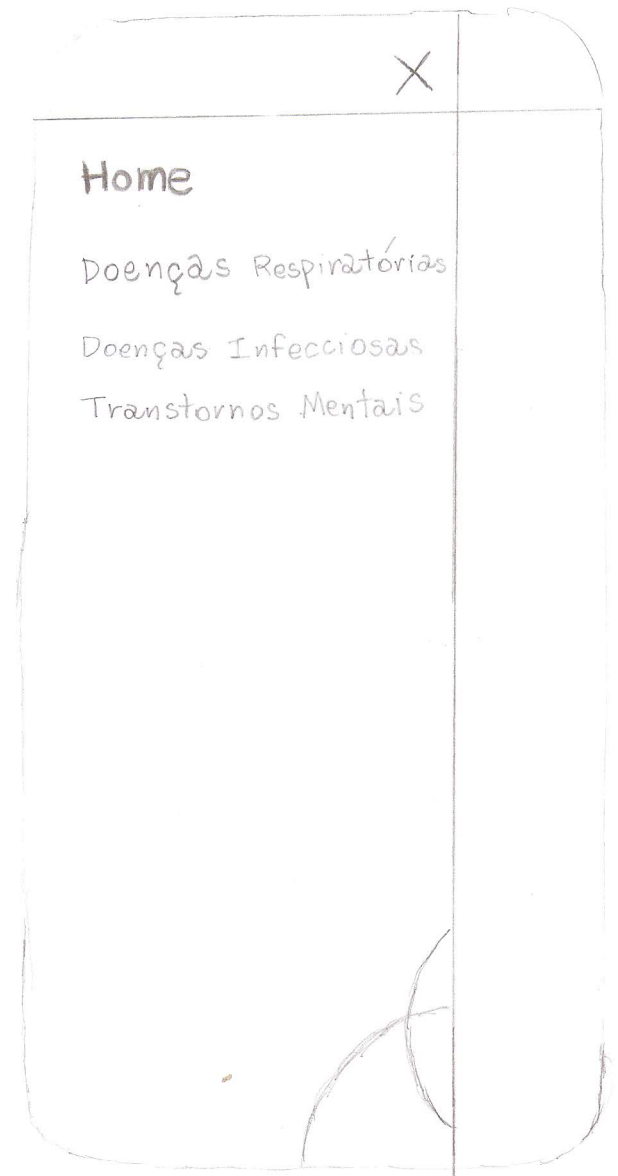 X
Home
Doenças Respiratórias
Doenças Infecciosas
Transtornos Mentais